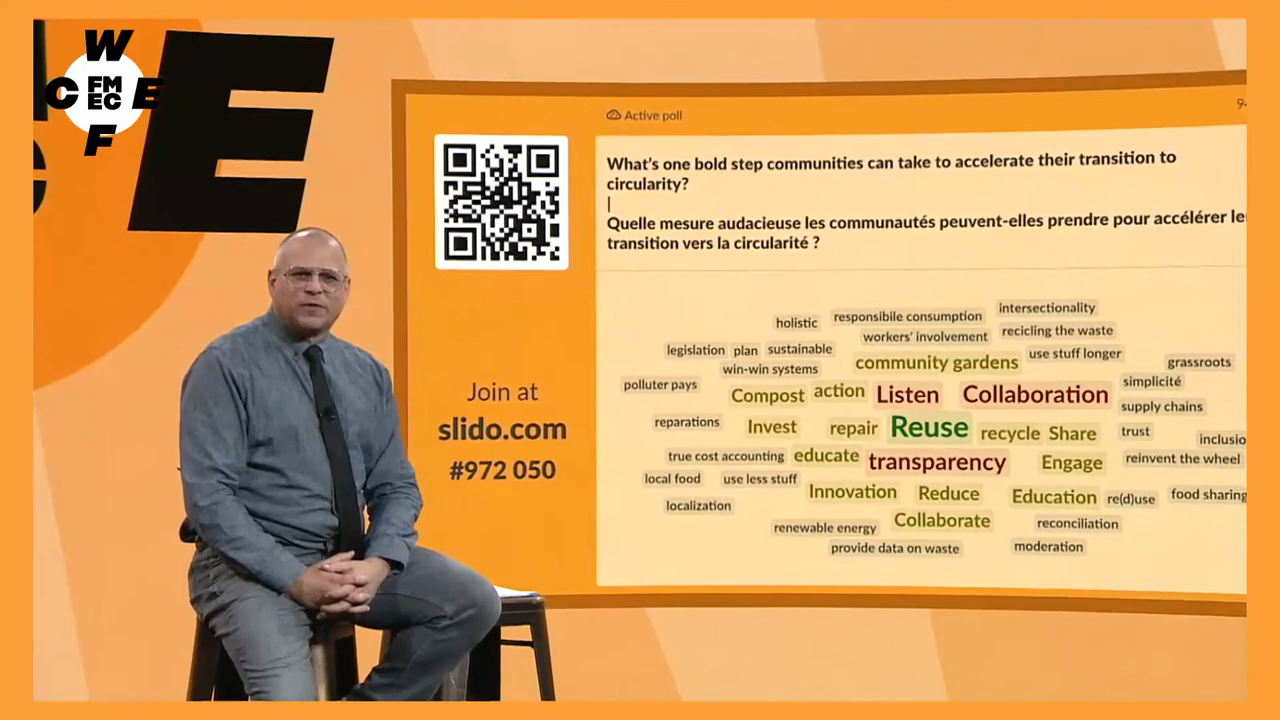 W
C FM E
EC
F
E
Active poll
94
What's one bold step communities can take to accelerate their transition to
circularity?
|
Quelle mesure audacieuse les communautés peuvent-elles prendre pour accélérer le
transition vers la circularité ?
Join at
slido.com
#972 050
holistic responsibile consumption intersectionality
workers' involvement recicling the waste
legislation plan sustainable community gardens use stuff longer
win-win systems grassroots
polluter pays Compost action Listen Collaboration simplicité
supply chains
reparations Invest repair Reuse recycle Share trust
inclusio
true cost accounting educate transparency Engage reinvent the wheel
local food use less stuff Innovation Reduce Education re(d)use food sharing
localization
renewable energy Collaborate reconciliation
provide data on waste moderation